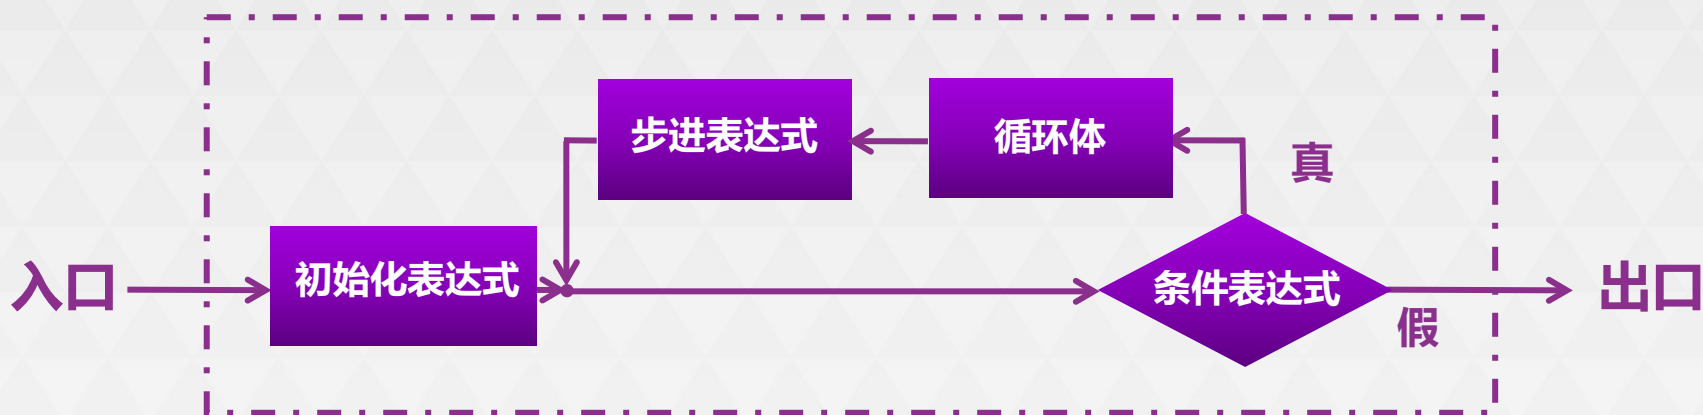 步进表达式
循环体
真
入口
初始化表达式
条件表达式
出口
假